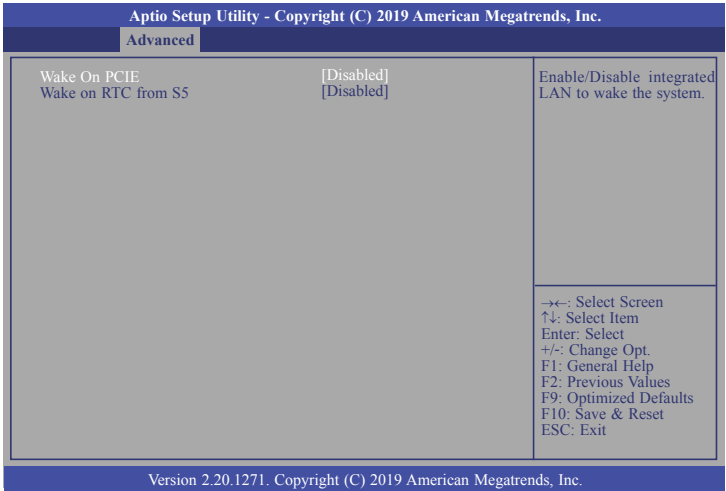 Aptio Setup Utility - Copyright (C) 2019 American Megatrends, Inc.
Advanced
Wake On PCIE [Disabled]
Wake on RTC from S5 [Disabled]
Enable/Disable integrated
LAN to wake the system.
→←: Select Screen
↑↓: Select Item
Enter: Select
+/-: Change Opt.
F1: General Help
F2: Previous Values
F9: Optimized Defaults
F10: Save & Reset
ESC: Exit
Version 2.20.1271. Copyright (C) 2019 American Megatrends, Inc.